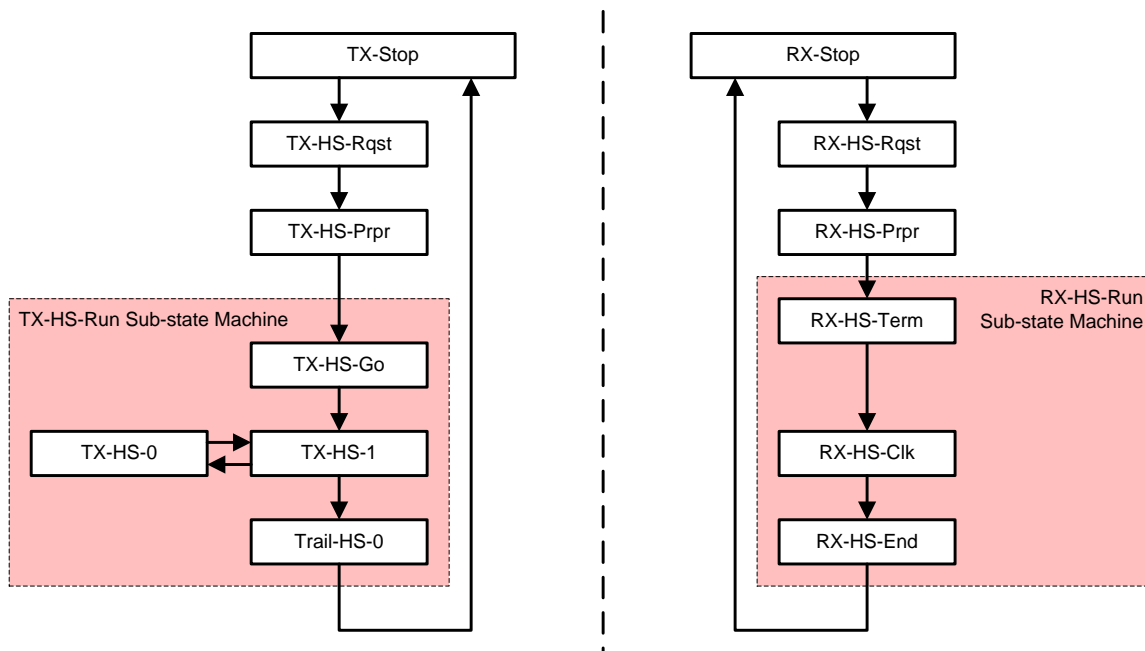 TX-Stop
TX-HS-Rqst
TX-HS-Prpr
TX-HS-Run Sub-state Machine
TX-HS-Go
TX-HS-0
TX-HS-1
Trail-HS-0
RX-Stop
RX-HS-Rqst
RX-HS-Prpr
RX-HS-Run
Sub-state Machine
RX-HS-Term
RX-HS-Clk
RX-HS-End